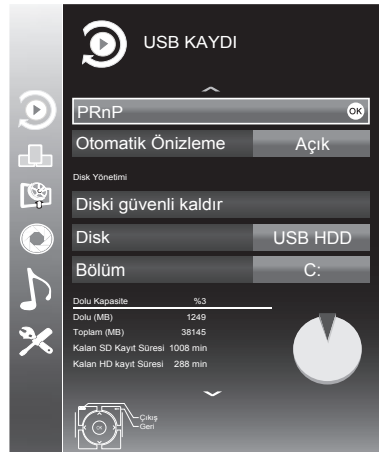 USB KAYDI
PRnP OK
Otomatik Önizleme Açık
Disk Yönetimi
Diski güvenli kaldır
Disk USB HDD
Bölüm C:
Dolu Kapasite %3
Dolu (MB) 1249
Toplam (MB) 38145
Kalan SD Kayıt Süresi 1008 min
Kalan HD kayıt Süresi 288 min
Çıkış
Geri
OK